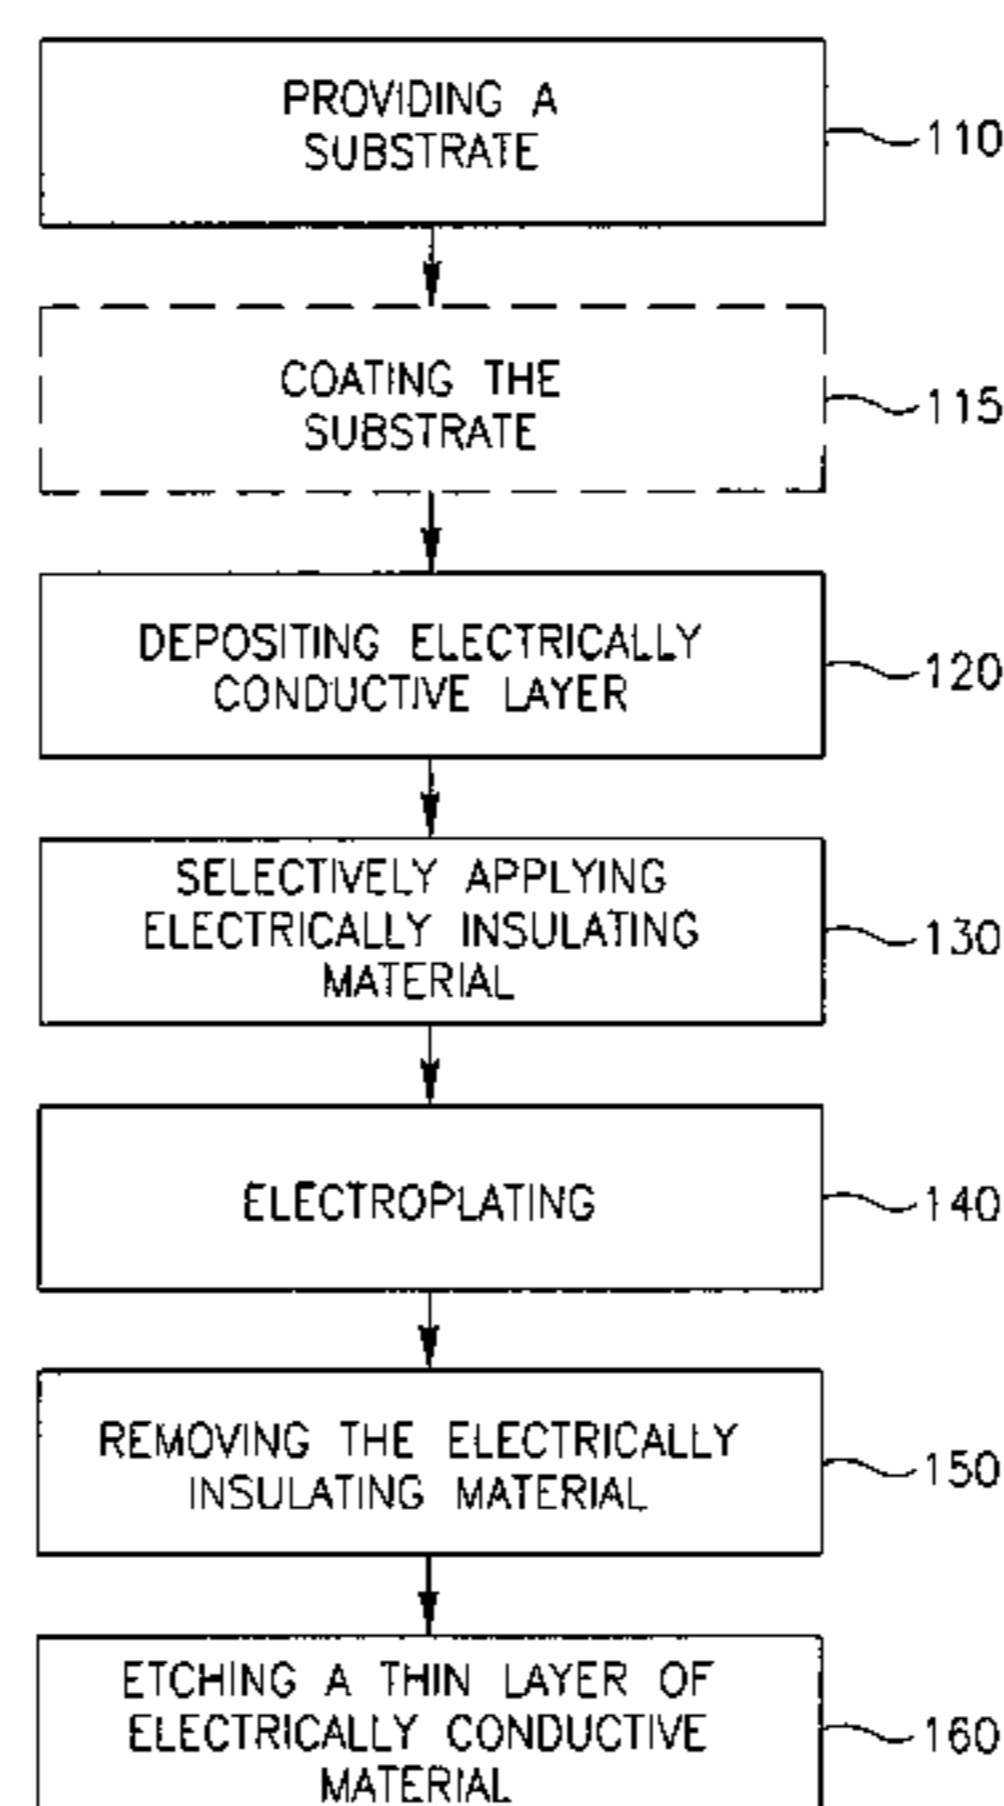 PROVIDING A
SUBSTRATE
110
COATING THE
SUBSTRATE
115
DEPOSITING ELECTRICALLY
CONDUCTIVE LAYER
120
SELECTIVELY APPLYING
ELECTRICALLY INSULATING
MATERIAL
130
ELECTROPLATING
140
REMOVING THE ELECTRICALLY
INSULATING MATERIAL
150
ETCHING A THIN LAYER OF
ELECTRICALLY CONDUCTIVE
MATERIAL
160